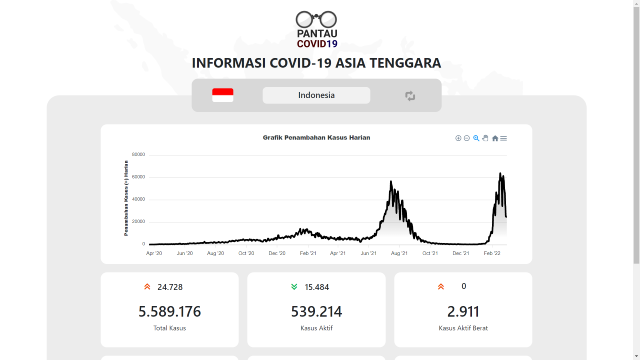 PANTAU
COVID19
INFORMASI COVID-19 ASIA TENGGARA
Indonesia
Grafik Penambahan Kasus Harian
Penambahan Kasus (+) Harian
80000
60000
40000
20000
0
Apr '20
Jun '20
Aug '20
Oct '20
Dec '20
Feb '21
Apr '21
Jun '21
Aug '21
Oct '21
Dec '21
Feb '22
24.728
5.589.176
Total Kasus
15.484
539.214
Kasus Aktif
0
2.911
Kasus Aktif Berat